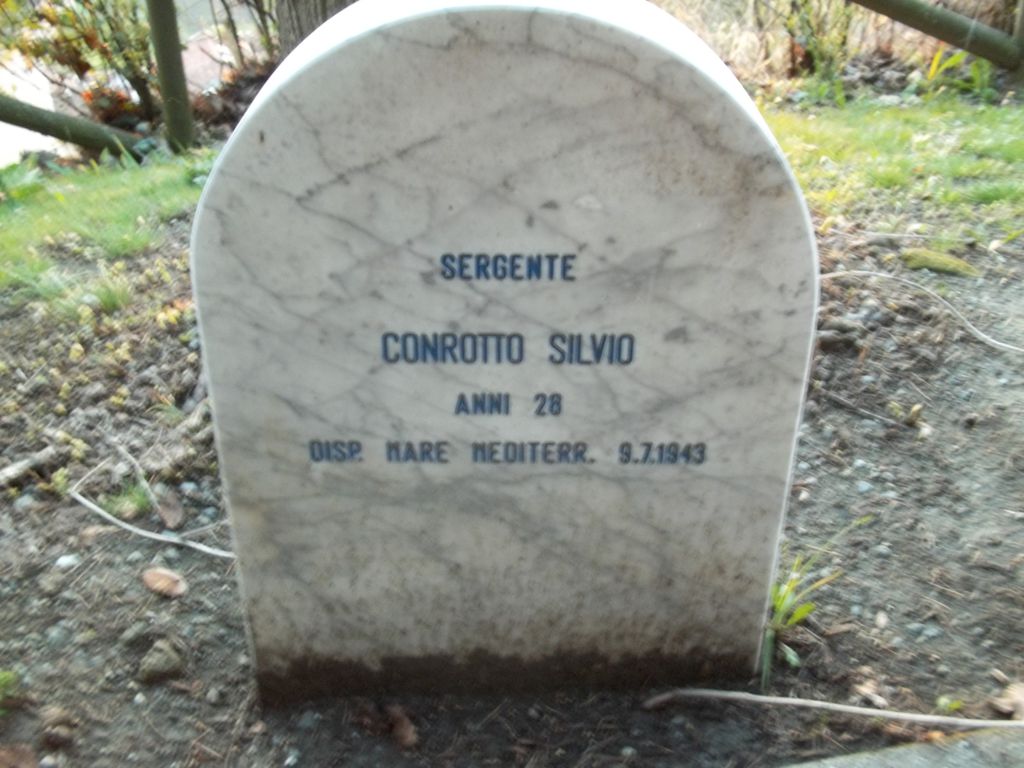 SERGENTE
CONROTTO SILVIO
ANNI 28
DISP. MARE MEDITERR. 9.7.1943